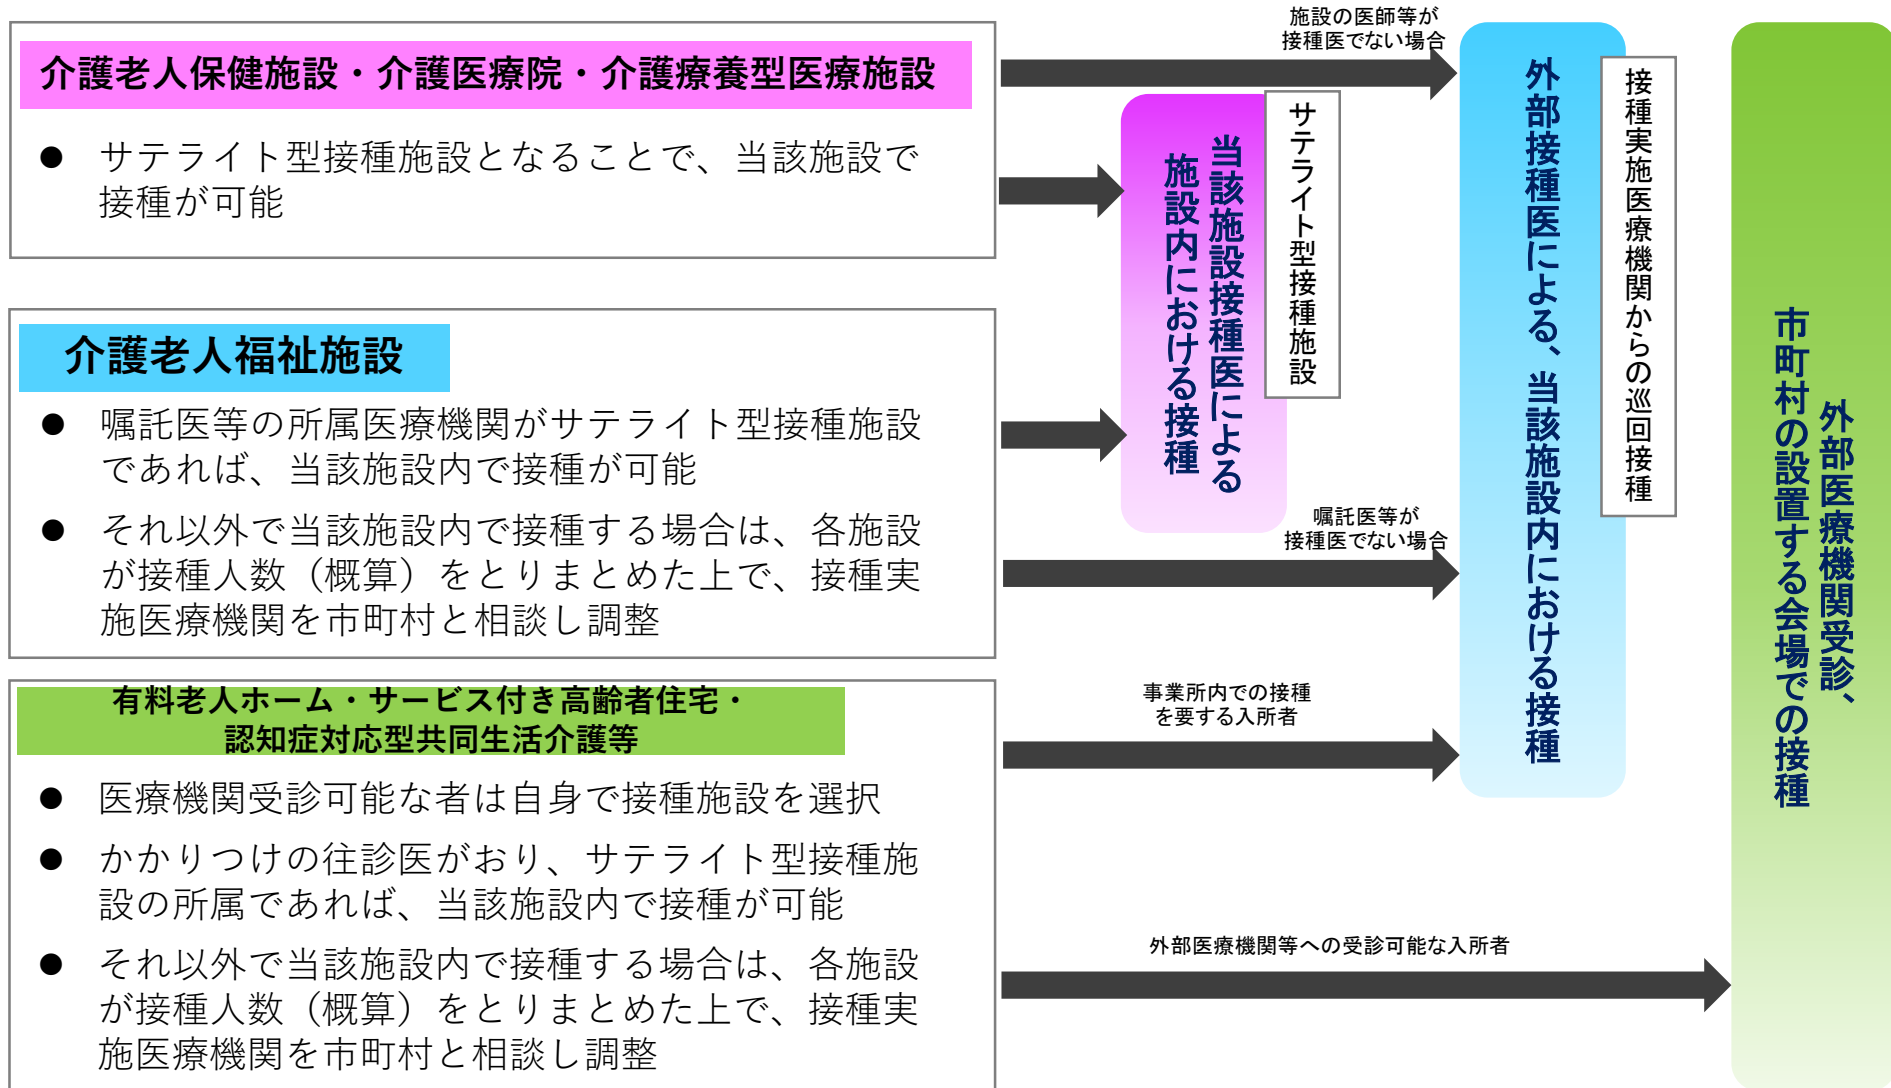 介護老人保健施設・介護医療院・介護療養型医療施設
● サテライト型接種施設となることで、当該施設で
接種が可能
介護老人福祉施設
● 嘱託医等の所属医療機関がサテライト型接種施設
であれば、当該施設内で接種が可能
● それ以外で当該施設内で接種する場合は、各施設
が接種人数（概算）をとりまとめた上で、接種実
施医療機関を市町村と相談し調整
有料老人ホーム・サービス付き高齢者住宅・
認知症対応型共同生活介護等
● 医療機関受診可能な者は自身で接種施設を選択
● かかりつけの往診医がおり、サテライト型接種施
設の所属であれば、当該施設内で接種が可能
● それ以外で当該施設内で接種する場合は、各施設
が接種人数（概算）をとりまとめた上で、接種実
施医療機関を市町村と相談し調整
施設の医師等が
接種医でない場合
嘱託医等が
接種医でない場合
事業所内での接種
を要する入所者
外部医療機関等への受診可能な入所者
当該施設接種医による
施設内における接種
サテライト型接種施設
外部接種医による、当該施設内における接種
接種実施医療機関からの巡回接種
外部医療機関受診、
市町村の設置する会場での接種